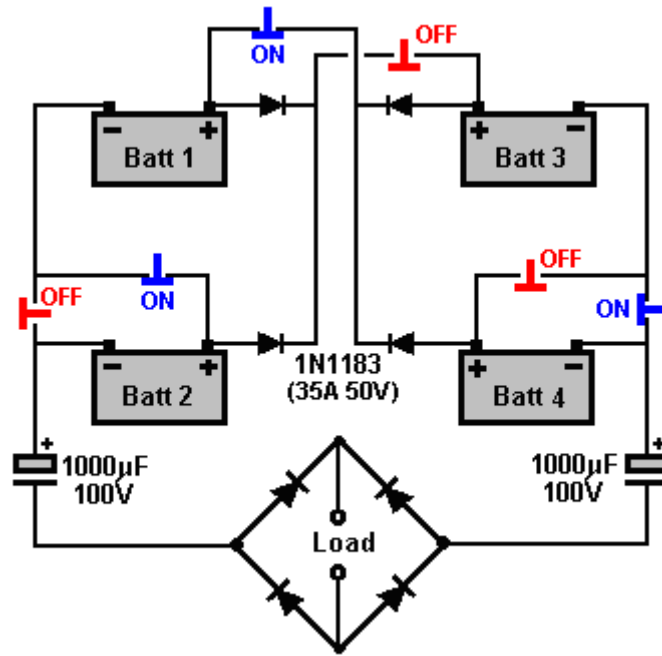 ON
OFF
- +
Batt 1
+ -
Batt 3
OFF
ON
OFF
ON
- +
Batt 2
1N1183
(35A 50V)
+ -
Batt 4
+
1000µF
100V
+
1000µF
100V
Load